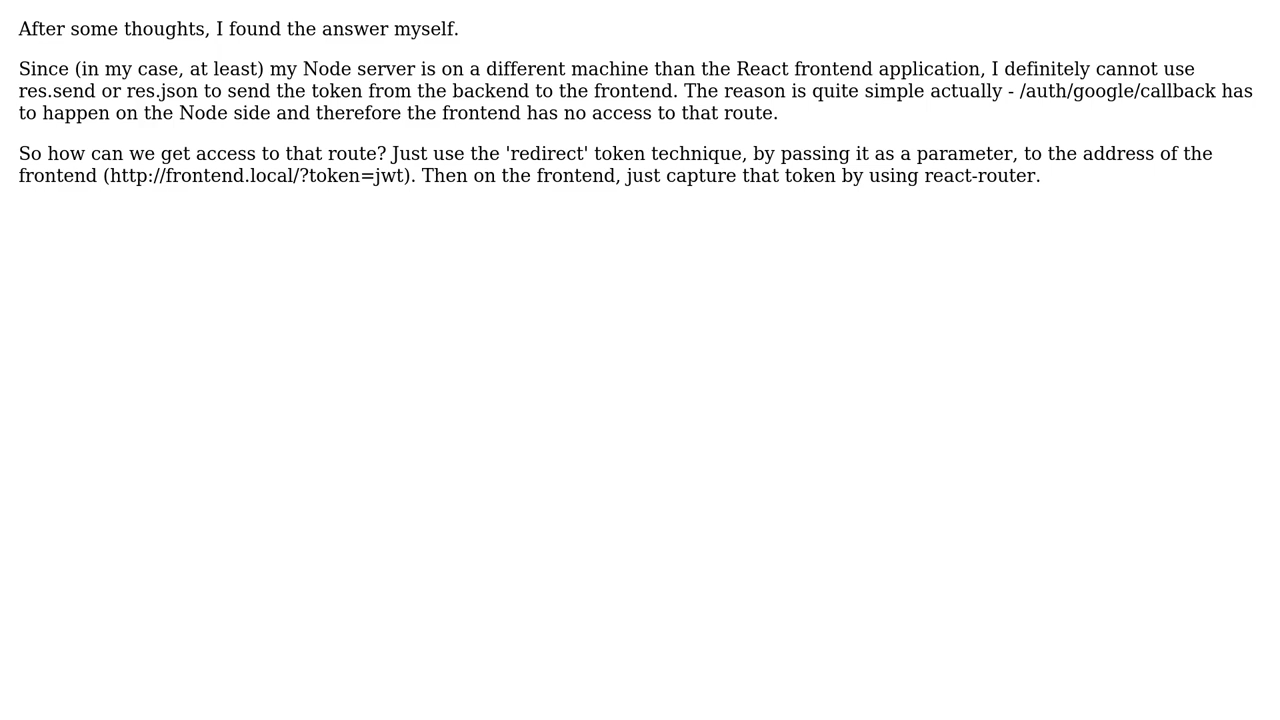 After some thoughts, I found the answer myself.
Since (in my case, at least) my Node server is on a different machine than the React frontend application, I definitely cannot use
res.send or res.json to send the token from the backend to the frontend. The reason is quite simple actually - /auth/google/callback has
to happen on the Node side and therefore the frontend has no access to that route.
So how can we get access to that route? Just use the 'redirect' token technique, by passing it as a parameter, to the address of the
frontend (http://frontend.local/?token=jwt). Then on the frontend, just capture that token by using react-router.